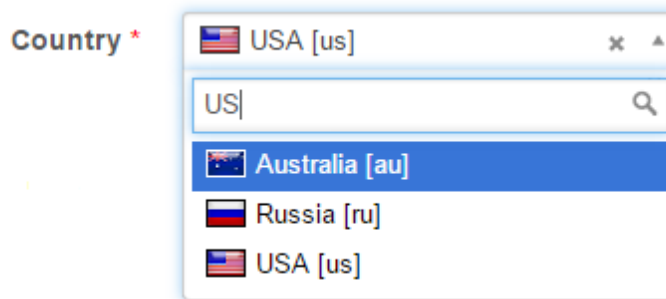 Country * USA [us]
US
Australia [au]
Russia [ru]
USA [us]